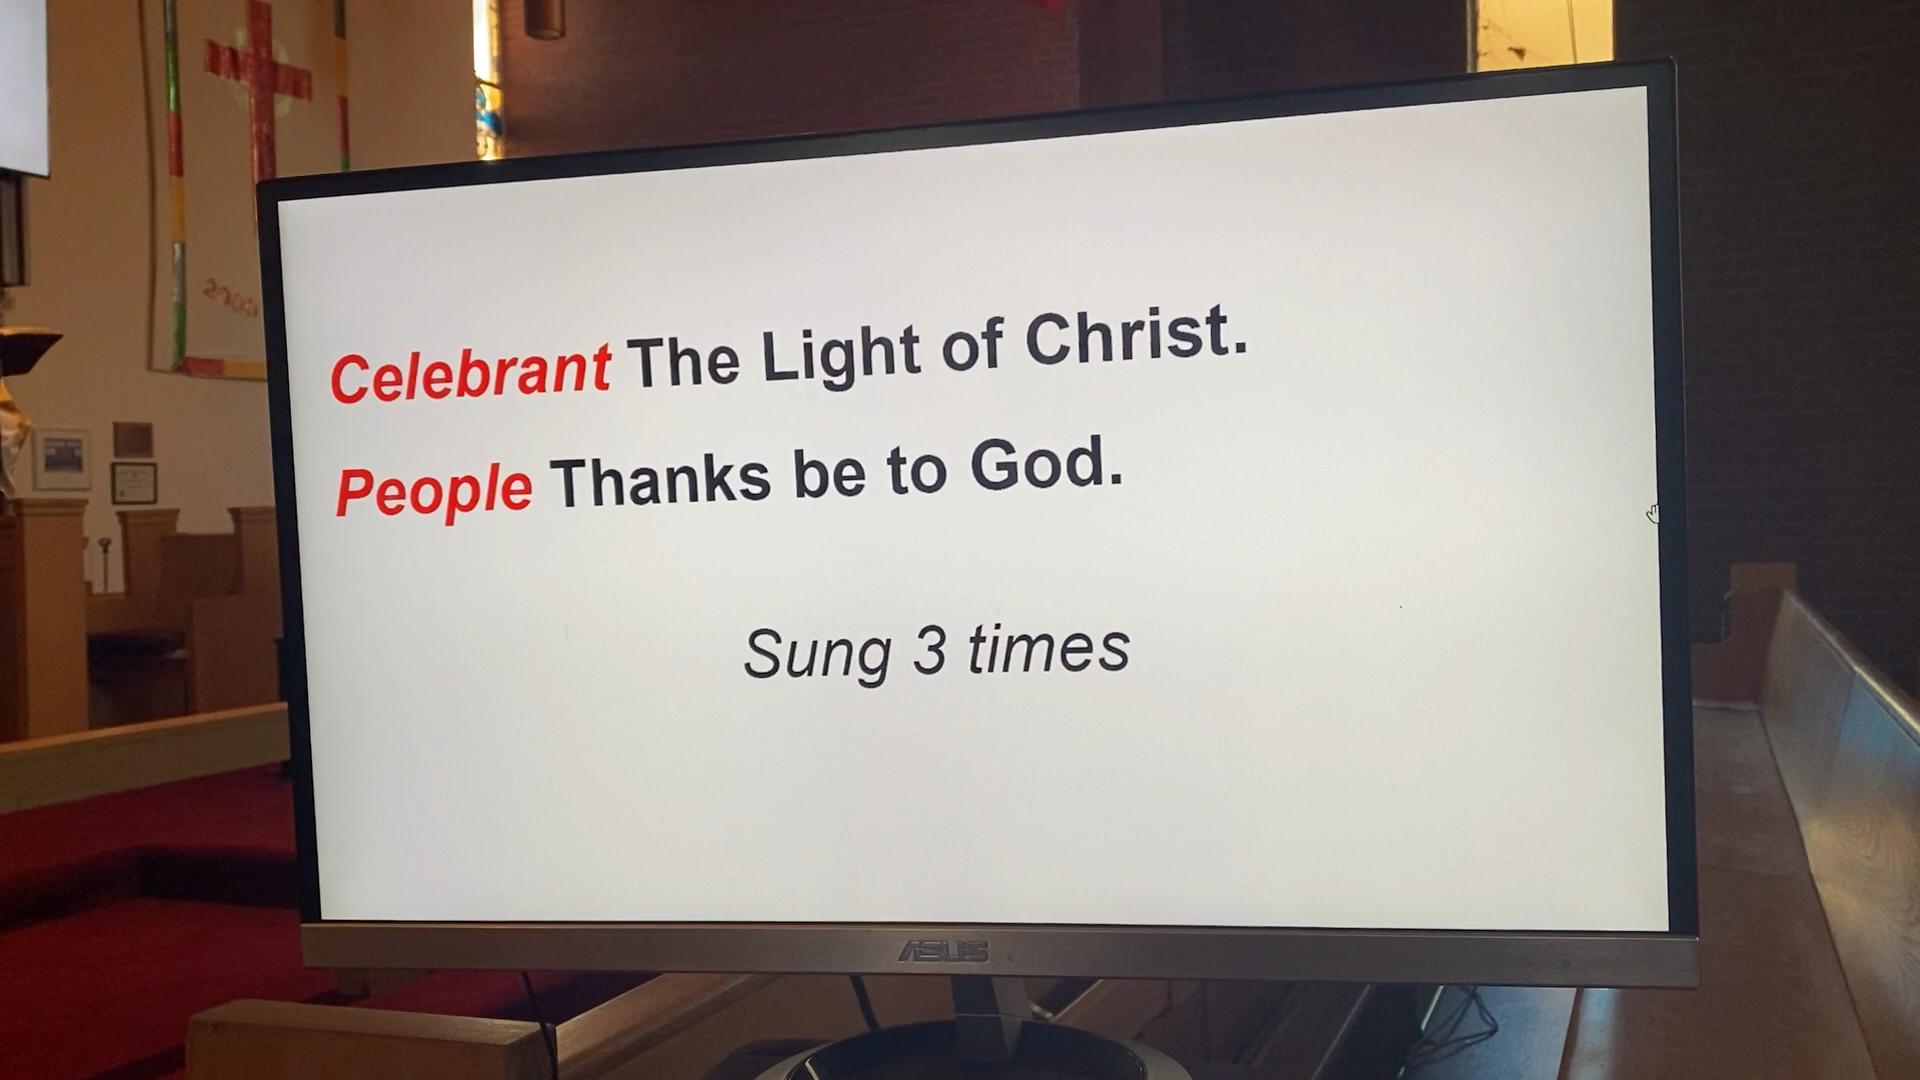 Celebrant The Light of Christ.
People Thanks be to God.
Sung 3 times
ASUS